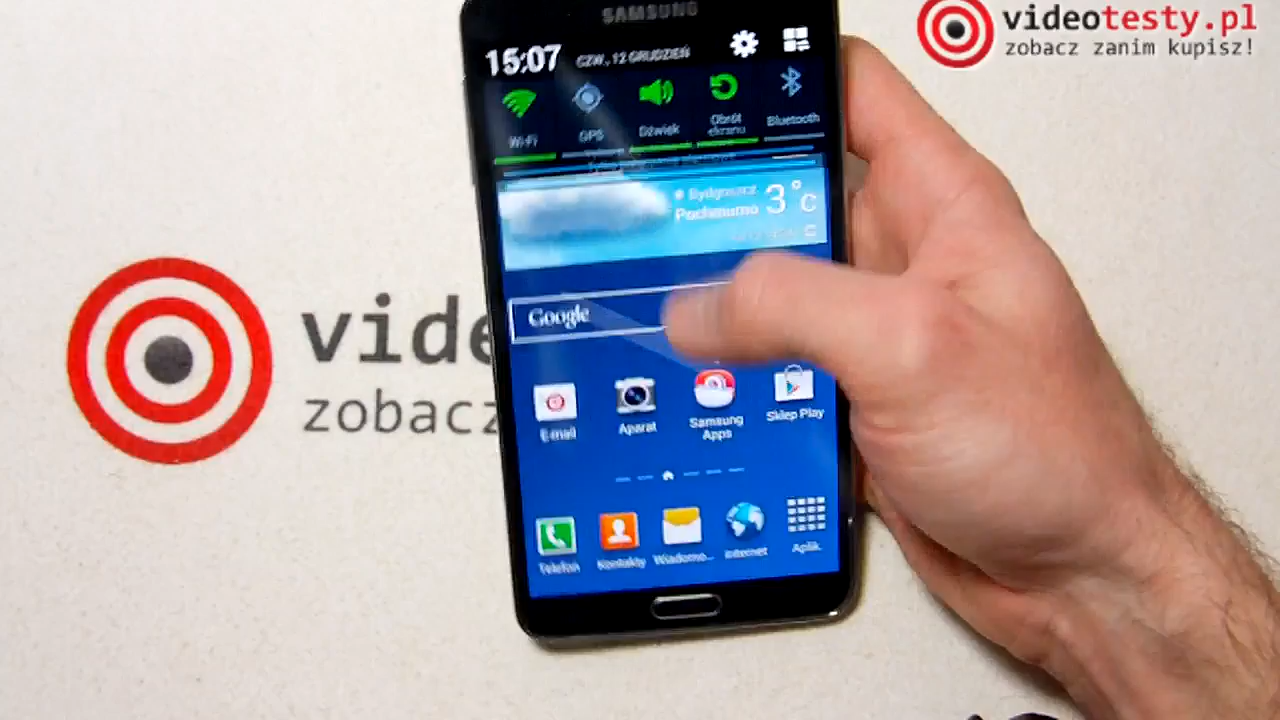 SAMSUNG
videotesty.pl
zobacz zanim kupisz!
15:07 CZW., 12 GRUDZIEŃ
Wi-Fi GPS Dźwięk Obrót ekranu Bluetooth
Bydgoszcz
Pochmurno 3°C
Google
vide
zobacz
E-mail Aparat Samsung Apps Sklep Play
Telefon Kontakty Wiadomo... Internet Aplik.